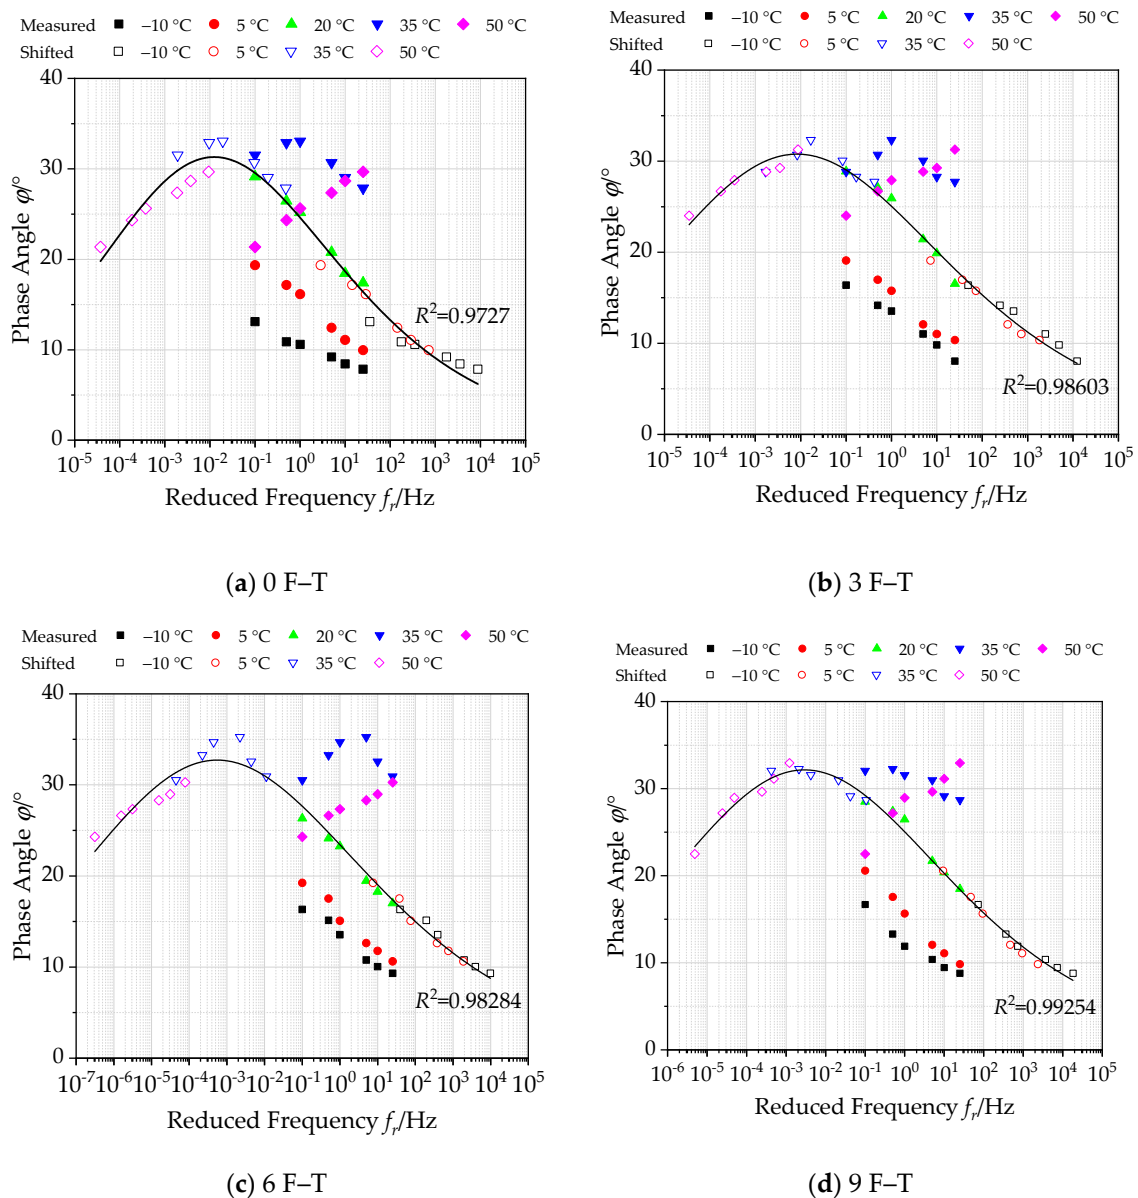 Measured –10 °C 5 °C 20 °C 35 °C 50 °C
Shifted –10 °C 5 °C 35 °C 50 °C
40
30
20
10
0
Phase Angle φ/°
R²=0.9727
10⁻⁵ 10⁻⁴ 10⁻³ 10⁻² 10⁻¹ 10⁰ 10¹ 10² 10³ 10⁴ 10⁵
Reduced Frequency fᵣ/Hz
(a) 0 F–T
Measured –10 °C 5 °C 20 °C 35 °C 50 °C
Shifted –10 °C 5 °C 35 °C 50 °C
40
30
20
10
0
Phase Angle φ/°
R²=0.98603
10⁻⁵ 10⁻⁴ 10⁻³ 10⁻² 10⁻¹ 10⁰ 10¹ 10² 10³ 10⁴ 10⁵
Reduced Frequency fᵣ/Hz
(b) 3 F–T
Measured –10 °C 5 °C 20 °C 35 °C 50 °C
Shifted –10 °C 5 °C 35 °C 50 °C
40
30
20
10
0
Phase Angle φ/°
R²=0.98284
10⁻⁷ 10⁻⁶ 10⁻⁵ 10⁻⁴ 10⁻³ 10⁻² 10⁻¹ 10⁰ 10¹ 10² 10³ 10⁴ 10⁵
Reduced Frequency fᵣ/Hz
(c) 6 F–T
Measured –10 °C 5 °C 20 °C 35 °C 50 °C
Shifted –10 °C 5 °C 35 °C 50 °C
40
30
20
10
0
Phase Angle φ/°
R²=0.99254
10⁻⁶ 10⁻⁵ 10⁻⁴ 10⁻³ 10⁻² 10⁻¹ 10⁰ 10¹ 10² 10³ 10⁴ 10⁵
Reduced Frequency fᵣ/Hz
(d) 9 F–T